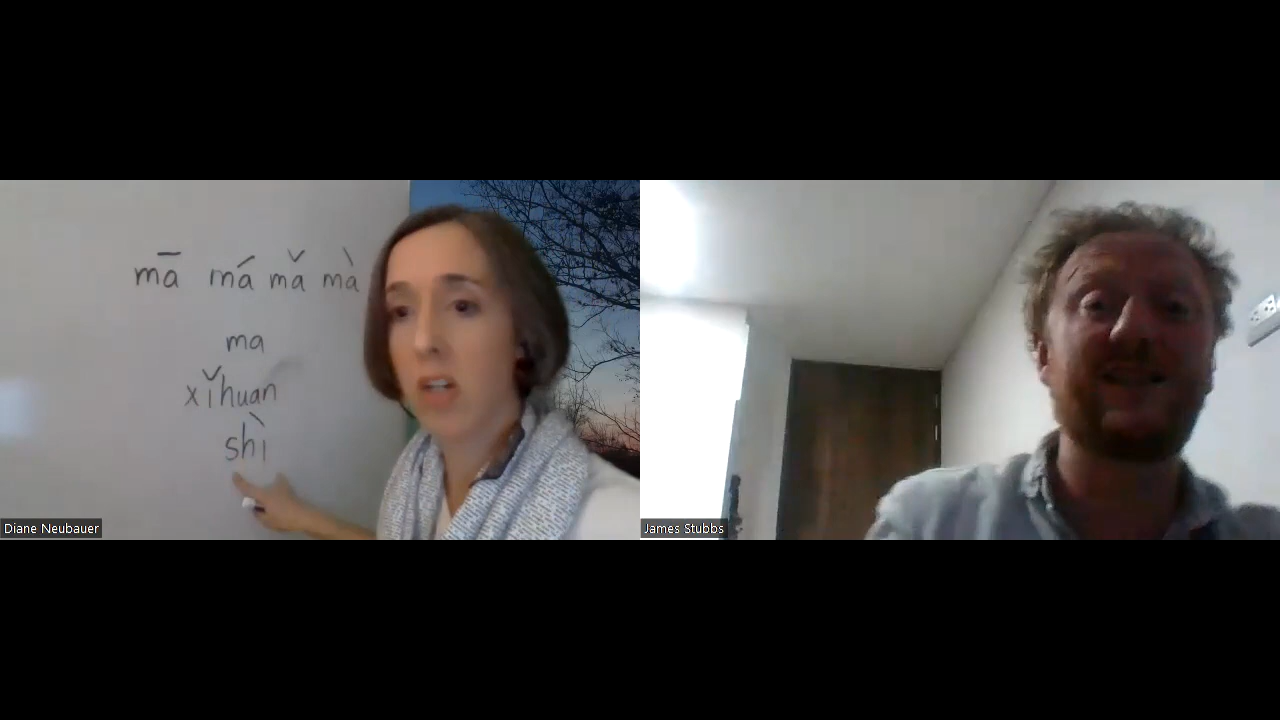 mā má mǎ mà
ma
xǐhuan
shì
Diane Neubauer
James Stubbs